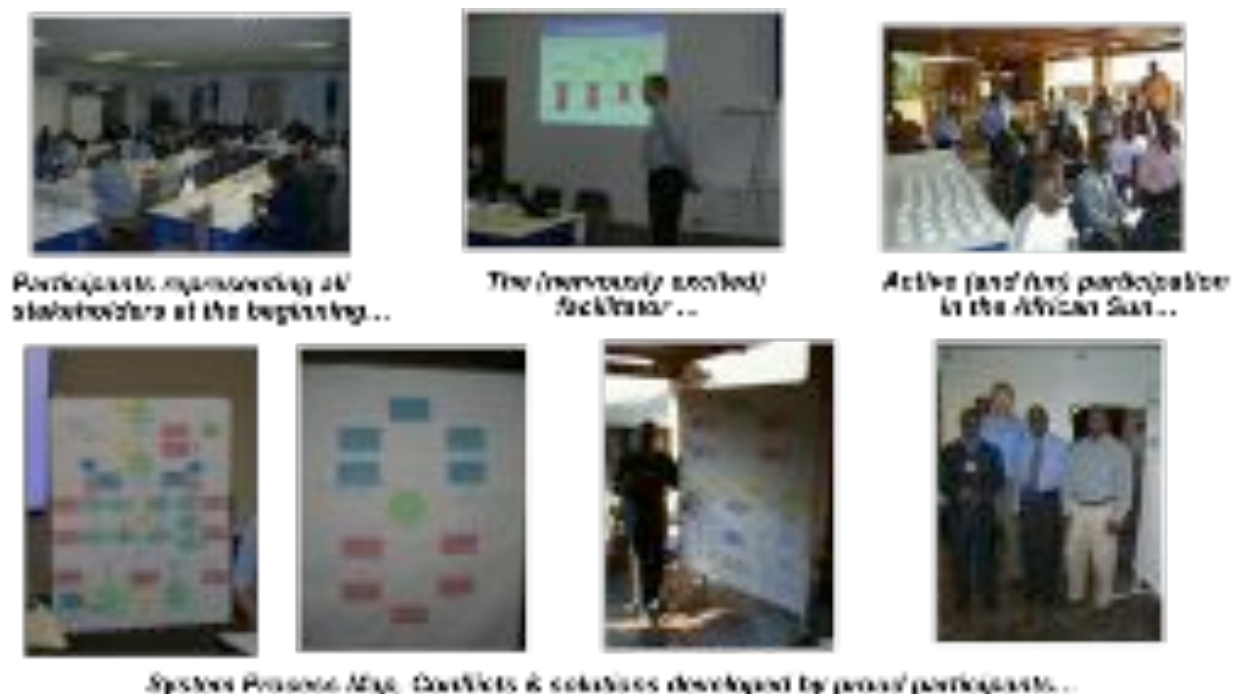 Participants representing all
stakeholders at the beginning...
The (nervously excited)
facilitator...
Active (and fun) participation
in the African Sun...
System Process Map, Conflicts & solutions developed by proud participants...